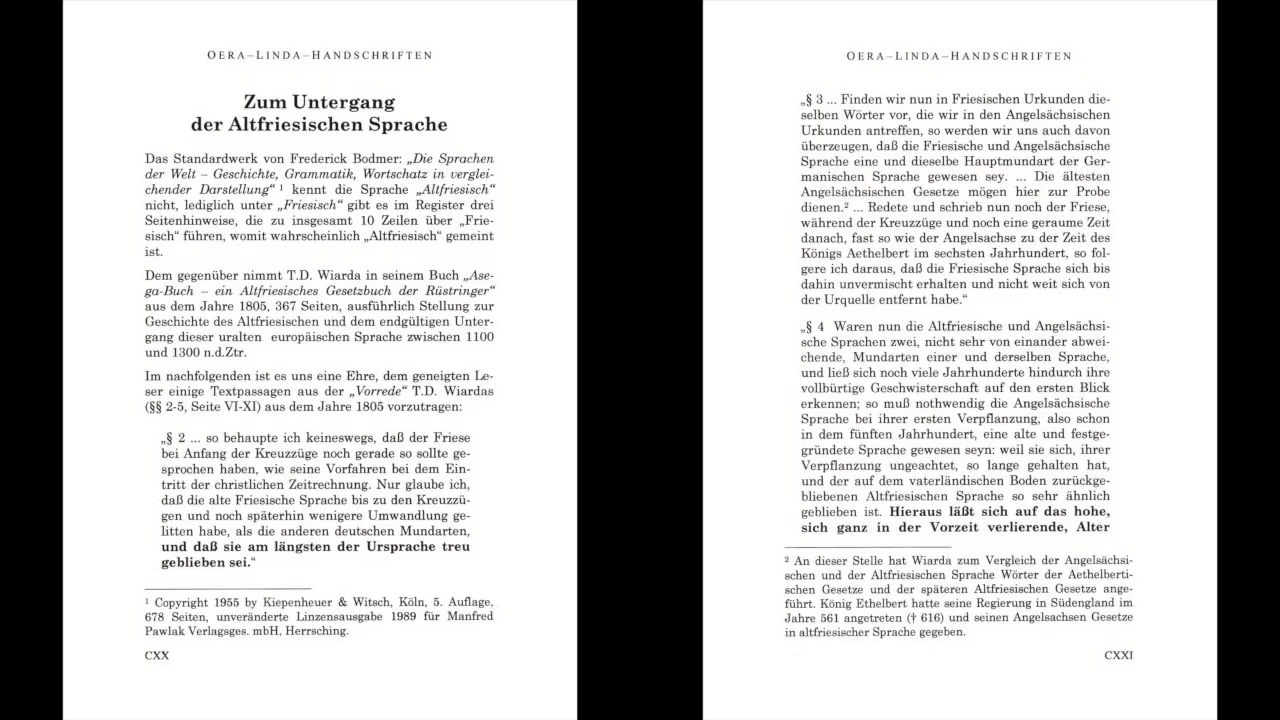 OERA–LINDA–HANDSCHRIFTEN
Zum Untergang
der Altfriesischen Sprache
Das Standardwerk von Frederick Bodmer: „Die Sprachen
der Welt – Geschichte, Grammatik, Wortschatz in verglei-
chender Darstellung“ ¹ kennt die Sprache „Altfriesisch“
nicht, lediglich unter „Friesisch“ gibt es im Register drei
Seitenhinweise, die zu insgesamt 10 Zeilen über „Frie-
sisch“ führen, womit wahrscheinlich „Altfriesisch“ gemeint
ist.
Dem gegenüber nimmt T.D. Wiarda in seinem Buch „Ase-
ga-Buch – ein Altfriesisches Gesetzbuch der Rüstringer“
aus dem Jahre 1805, 367 Seiten, ausführlich Stellung zur
Geschichte des Altfriesischen und dem endgültigen Unter-
gang dieser uralten europäischen Sprache zwischen 1100
und 1300 n.d.Ztr.
Im nachfolgenden ist es uns eine Ehre, dem geneigten Le-
ser einige Textpassagen aus der „Vorrede“ T.D. Wiardas
(§§ 2-5, Seite VI-XI) aus dem Jahre 1805 vorzutragen:
„§ 2 ... so behaupte ich keineswegs, daß der Friese
bei Anfang der Kreuzzüge noch gerade so sollte ge-
sprochen haben, wie seine Vorfahren bei dem Ein-
tritt der christlichen Zeitrechnung. Nur glaube ich,
daß die alte Friesische Sprache bis zu den Kreuzzü-
gen und noch späterhin wenigere Umwandlung ge-
litten habe, als die anderen deutschen Mundarten,
und daß sie am längsten der Ursprache treu
geblieben sei.“
¹ Copyright 1955 by Kiepenheuer & Witsch, Köln, 5. Auflage,
678 Seiten, unveränderte Linzensausgabe 1989 für Manfred
Pawlak Verlagsges. mbH, Herrsching.
CXX
OERA–LINDA–HANDSCHRIFTEN
„§ 3 ... Finden wir nun in Friesischen Urkunden die-
selben Wörter vor, die wir in den Angelsächsischen
Urkunden antreffen, so werden wir uns auch davon
überzeugen, daß die Friesische und Angelsächsische
Sprache eine und dieselbe Hauptmundart der Ger-
manischen Sprache gewesen sey. ... Die ältesten
Angelsächsischen Gesetze mögen hier zur Probe
dienen.² ... Redete und schrieb nun noch der Friese,
während der Kreuzzüge und noch eine geraume Zeit
danach, fast so wie der Angelsachse zu der Zeit des
Königs Aethelbert im sechsten Jahrhundert, so fol-
gere ich daraus, daß die Friesische Sprache sich bis
dahin unvermischt erhalten und nicht weit sich von
der Urquelle entfernt habe.“
„§ 4 Waren nun die Altfriesische und Angelsächsi-
sche Sprachen zwei, nicht sehr von einander abwei-
chende, Mundarten einer und derselben Sprache,
und ließ sich noch viele Jahrhunderte hindurch ihre
vollbürtige Geschwisterschaft auf den ersten Blick
erkennen; so muß nothwendig die Angelsächsische
Sprache bei ihrer ersten Verpflanzung, also schon
in dem fünften Jahrhundert, eine alte und festge-
gründete Sprache gewesen seyn: weil sie sich, ihrer
Verpflanzung ungeachtet, so lange gehalten hat,
und der auf dem vaterländischen Boden zurückge-
bliebenen Altfriesischen Sprache so sehr ähnlich
geblieben ist. Hieraus läßt sich auf das hohe,
sich ganz in der Vorzeit verlierende, Alter
² An dieser Stelle hat Wiarda zum Vergleich der Angelsächsi-
schen und der Altfriesischen Sprache Wörter der Aethelberti-
schen Gesetze und der späteren Altfriesischen Gesetze ange-
führt. König Ethelbert hatte seine Regierung in Südengland im
Jahre 561 angetreten († 616) und seinen Angelsachsen Gesetze
in altfriesischer Sprache gegeben.
CXXI